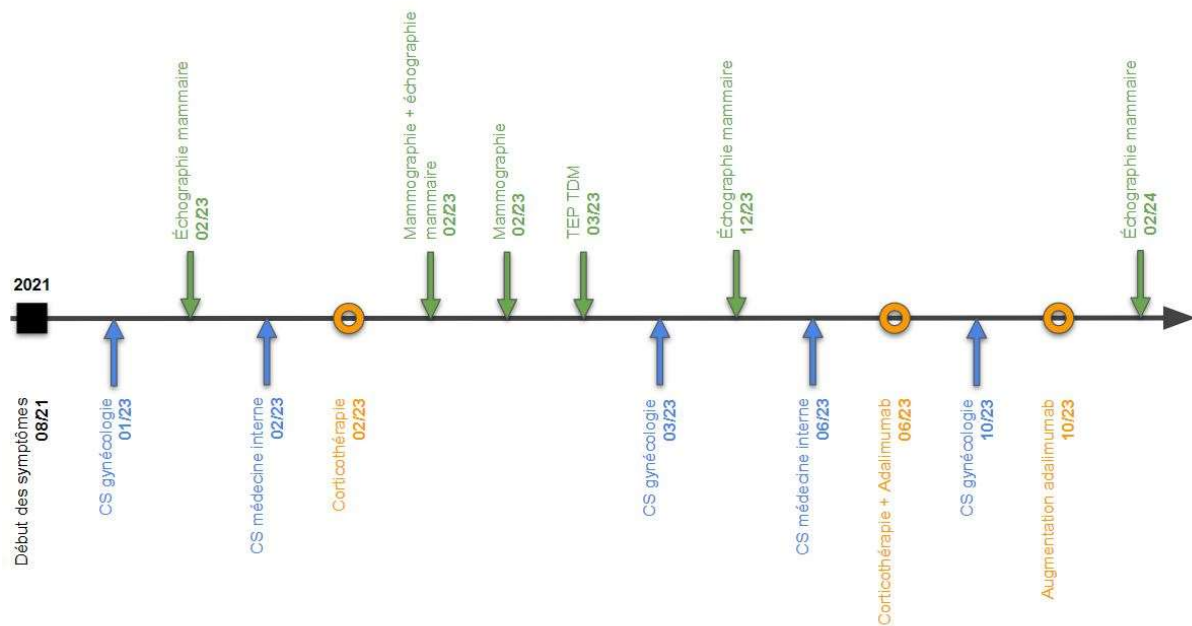 2021
Début des symptômes
08/21
CS gynécologie
01/23
Échographie mammaire
02/23
CS médecine interne
02/23
Corticothérapie
02/23
Mammographie + échographie
mammaire
02/23
Mammographie
02/23
TEP TDM
03/23
CS gynécologie
03/23
Échographie mammaire
12/23
CS médecine interne
06/23
Corticothérapie + Adalimumab
06/23
CS gynécologie
10/23
Augmentation adalimumab
10/23
Échographie mammaire
02/24